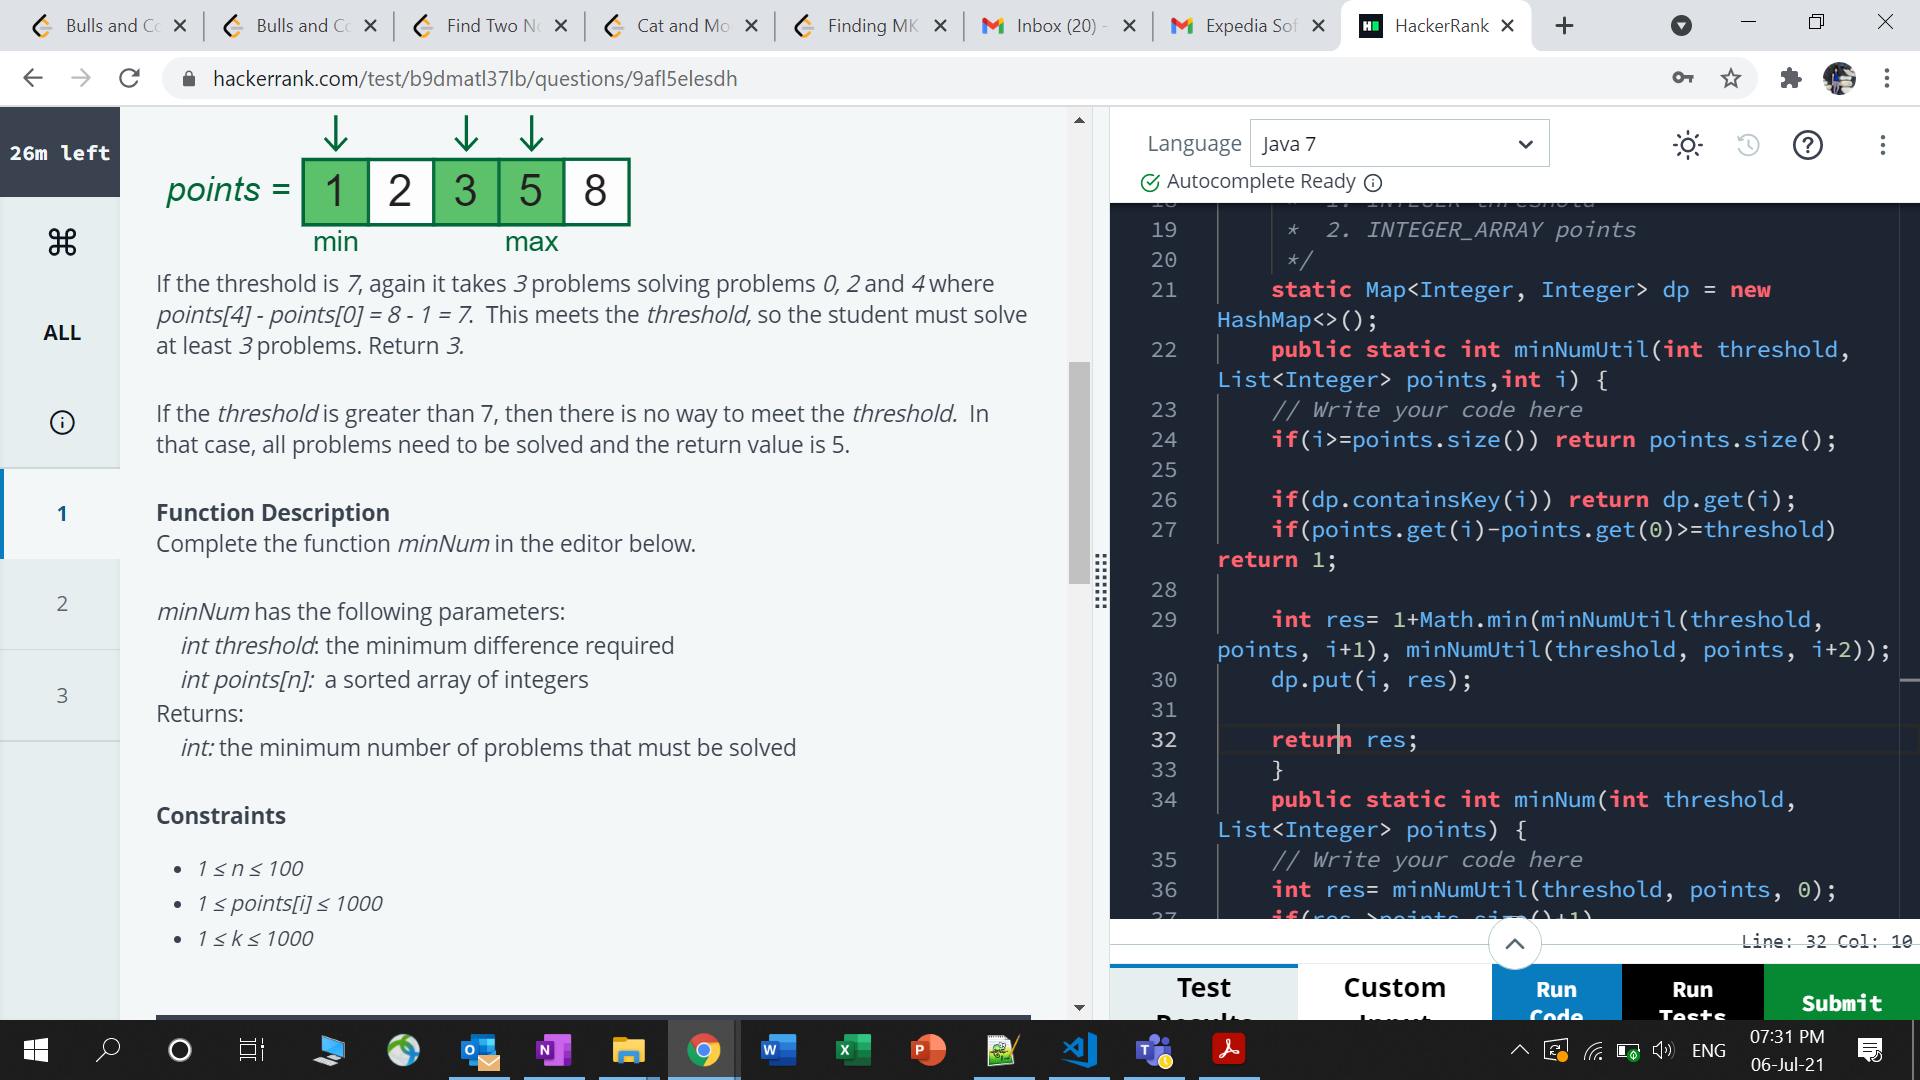 Bulls and Co
Bulls and Co
Find Two No
Cat and Mo
Finding MK
Inbox (20) -
Expedia Sof
HackerRank
hackerrank.com/test/b9dmatl37lb/questions/9afl5elesdh
26m left
ALL
1
2
3
points = 1 2 3 5 8
min max
If the threshold is 7, again it takes 3 problems solving problems 0, 2 and 4 where
points[4] - points[0] = 8 - 1 = 7. This meets the threshold, so the student must solve
at least 3 problems. Return 3.
If the threshold is greater than 7, then there is no way to meet the threshold. In
that case, all problems need to be solved and the return value is 5.
Function Description
Complete the function minNum in the editor below.
minNum has the following parameters:
int threshold: the minimum difference required
int points[n]: a sorted array of integers
Returns:
int: the minimum number of problems that must be solved
Constraints
• 1 ≤ n ≤ 100
• 1 ≤ points[i] ≤ 1000
• 1 ≤ k ≤ 1000
Language Java 7
Autocomplete Ready
18 * 1. INTEGER threshold
19 * 2. INTEGER_ARRAY points
20 */
21 static Map<Integer, Integer> dp = new
HashMap<>();
22 public static int minNumUtil(int threshold,
List<Integer> points,int i) {
23 // Write your code here
24 if(i>=points.size()) return points.size();
25
26 if(dp.containsKey(i)) return dp.get(i);
27 if(points.get(i)-points.get(0)>=threshold)
return 1;
28
29 int res= 1+Math.min(minNumUtil(threshold,
points, i+1), minNumUtil(threshold, points, i+2));
30 dp.put(i, res);
31
32 return res;
33 }
34 public static int minNum(int threshold,
List<Integer> points) {
35 // Write your code here
36 int res= minNumUtil(threshold, points, 0);
37 if(res >points.size()+1)
Line: 32 Col: 10
Test
Results
Custom
Input
Run
Code
Run
Tests
Submit
ENG
07:31 PM
06-Jul-21